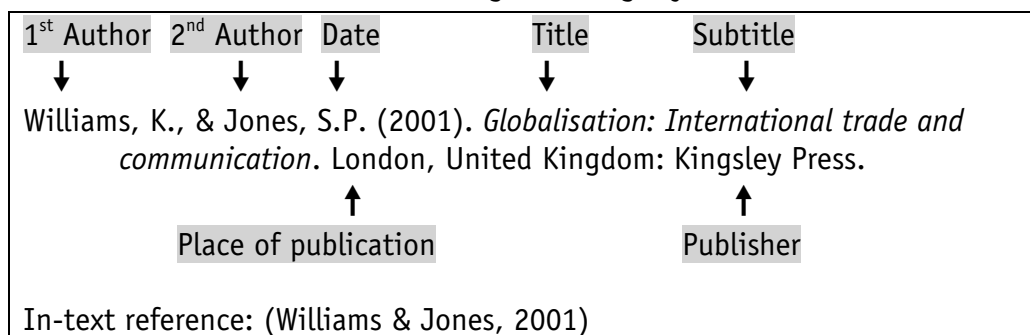 1st Author 2nd Author Date Title Subtitle
Williams, K., & Jones, S.P. (2001). Globalisation: International trade and
communication. London, United Kingdom: Kingsley Press.
Place of publication Publisher
In-text reference: (Williams & Jones, 2001)